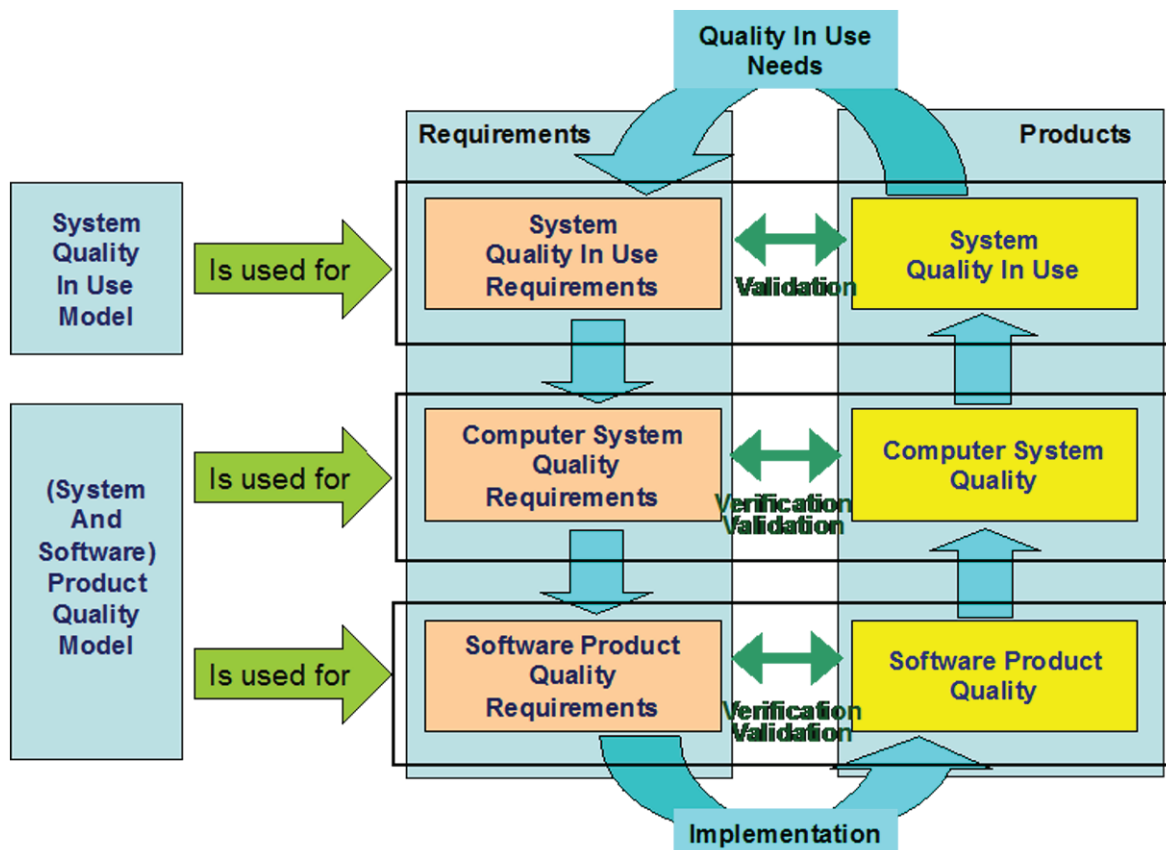 Quality In Use
Needs
Requirements
Products
System
Quality
In Use
Model
Is used for
System
Quality In Use
Requirements
Validation
System
Quality In Use
(System
And
Software)
Product
Quality
Model
Is used for
Computer System
Quality
Requirements
Verification
Validation
Computer System
Quality
Is used for
Software Product
Quality
Requirements
Verification
Validation
Software Product
Quality
Implementation